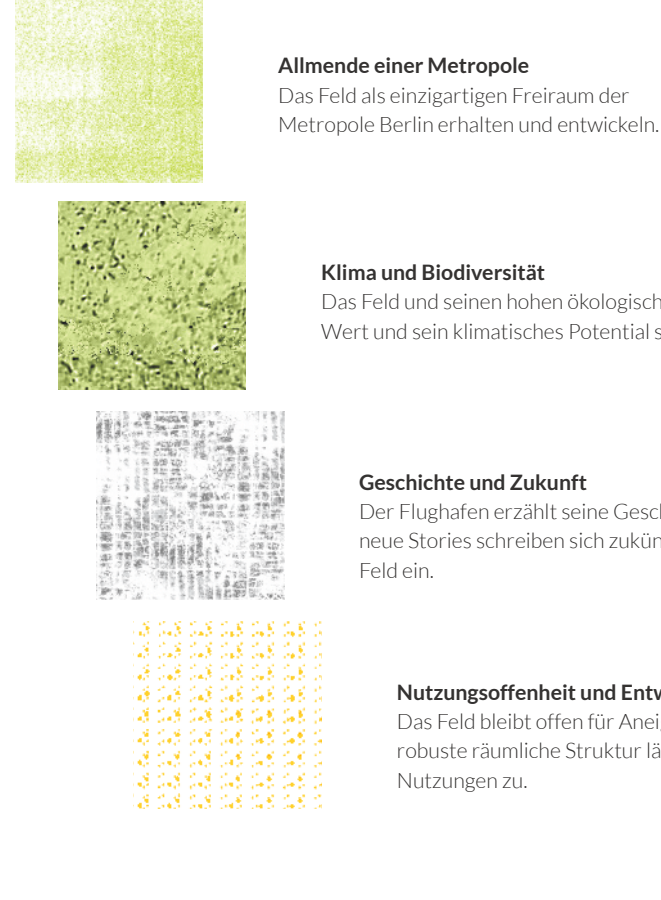 Allmende einer Metropole
Das Feld als einzigartigen Freiraum der
Metropole Berlin erhalten und entwickeln.
Klima und Biodiversität
Das Feld und seinen hohen ökologisch
Wert und sein klimatisches Potential s
Geschichte und Zukunft
Der Flughafen erzählt seine Gesch
neue Stories schreiben sich zukün
Feld ein.
Nutzungsoffenheit und Entw
Das Feld bleibt offen für Anei
robuste räumliche Struktur lä
Nutzungen zu.